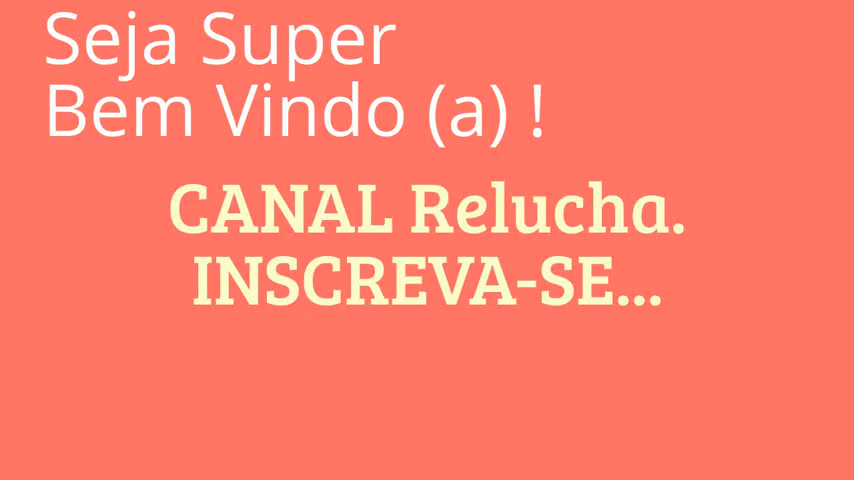 Seja Super
Bem Vindo (a) !
CANAL Relucha.
INSCREVA-SE...